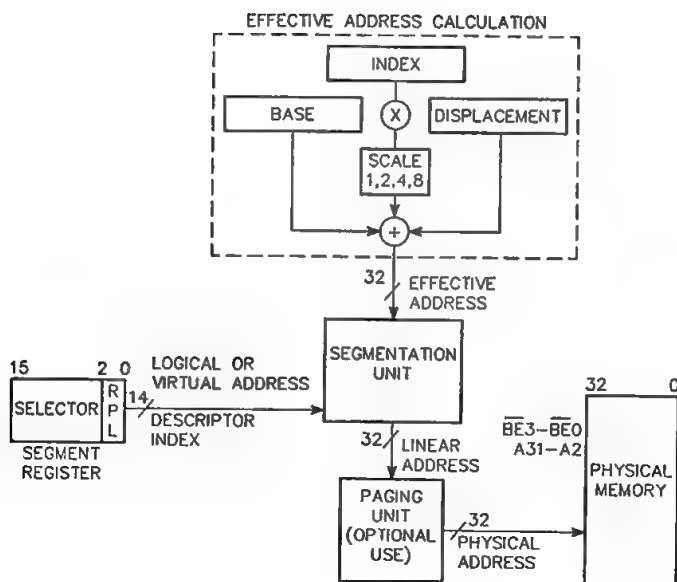 EFFECTIVE ADDRESS CALCULATION
INDEX
BASE
X
DISPLACEMENT
SCALE
1,2,4,8
+
32
EFFECTIVE
ADDRESS
SEGMENTATION
UNIT
15
2 0
SELECTOR
RPL
SEGMENT
REGISTER
LOGICAL OR
VIRTUAL ADDRESS
14
DESCRIPTOR
INDEX
32
LINEAR
ADDRESS
PAGING
UNIT
(OPTIONAL
USE)
32
PHYSICAL
ADDRESS
32
0
B̅E̅3–B̅E̅0
A31–A2
PHYSICAL
MEMORY